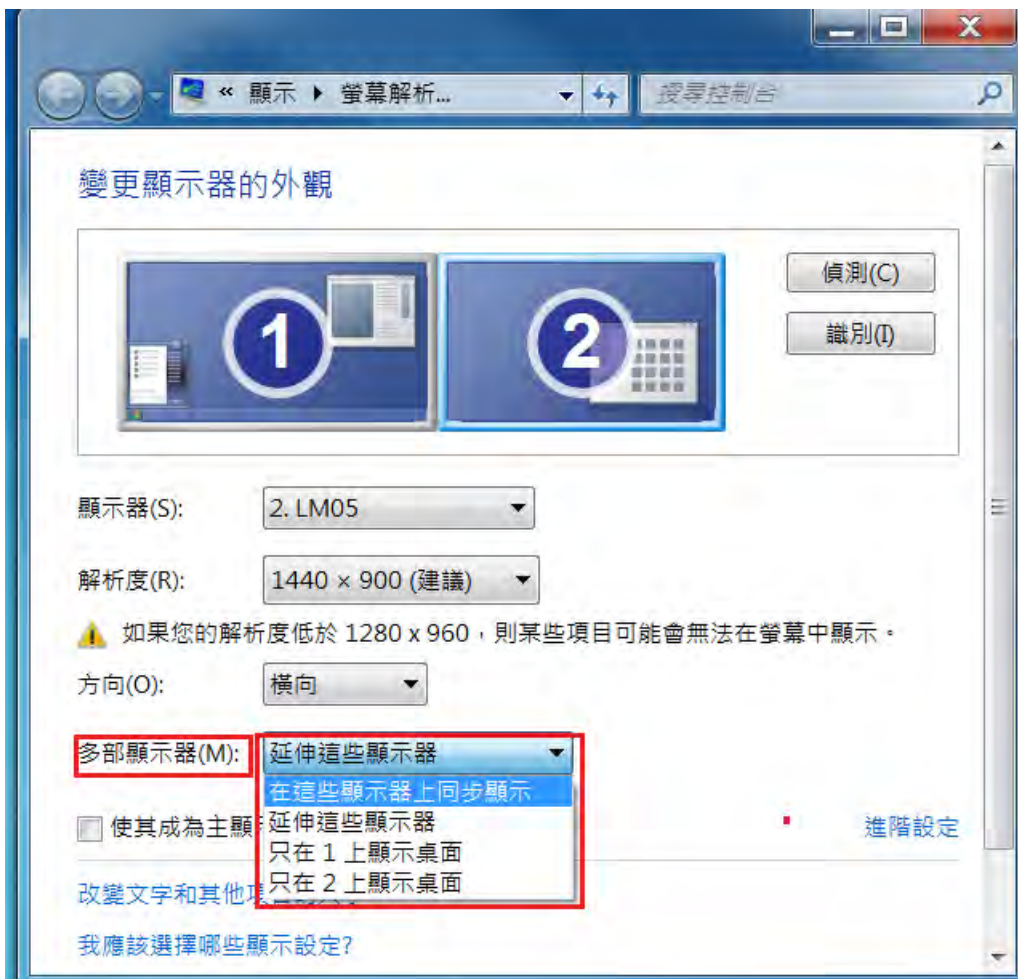 « 顯示 ▸ 螢幕解析... 搜尋控制台
變更顯示器的外觀
1 2
偵測(C)
識別(I)
顯示器(S): 2. LM05
解析度(R): 1440 × 900 (建議)
如果您的解析度低於 1280 x 960，則某些項目可能會無法在螢幕中顯示。
方向(O): 橫向
多部顯示器(M): 延伸這些顯示器
在這些顯示器上同步顯示
使其成為主顯 延伸這些顯示器 進階設定
只在 1 上顯示桌面
改變文字和其他 只在 2 上顯示桌面
我應該選擇哪些顯示設定?